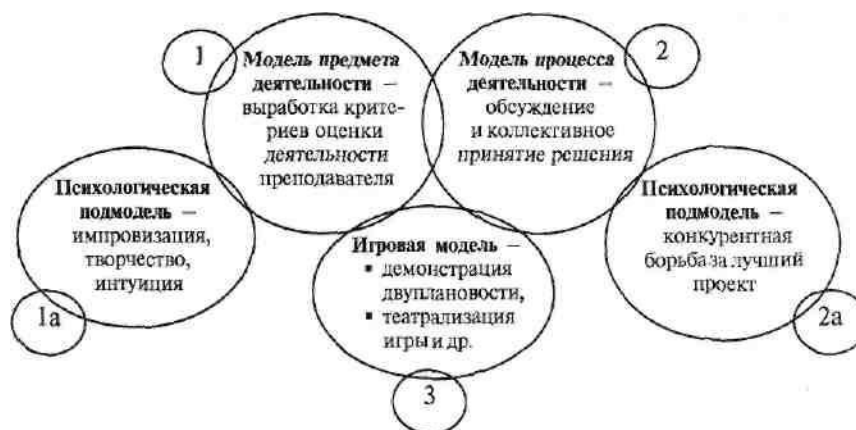 1
Модель предмета
деятельности —
выработка крите-
риев оценки
деятельности
преподавателя
2
Модель процесса
деятельности —
обсуждение
и коллективное
принятие решения
Психологическая
подмодель —
импровизация,
творчество,
интуиция
1а
Игровая модель —
▪ демонстрация
двуплановости,
▪ театрализация
игры и др.
3
Психологическая
подмодель —
конкурентная
борьба за лучший
проект
2а